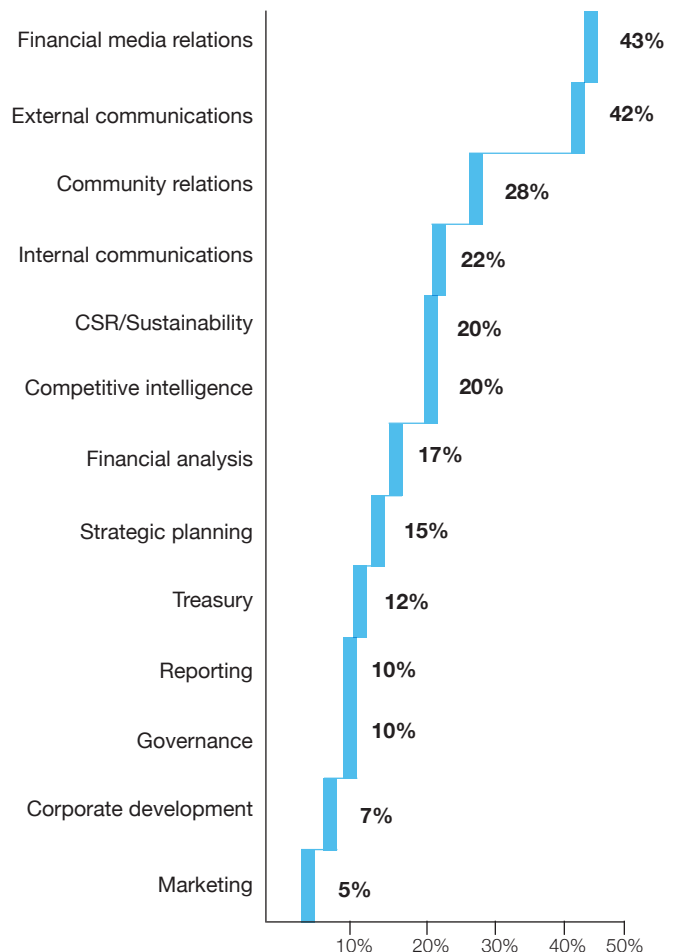 Financial media relations 43%
External communications 42%
Community relations 28%
Internal communications 22%
CSR/Sustainability 20%
Competitive intelligence 20%
Financial analysis 17%
Strategic planning 15%
Treasury 12%
Reporting 10%
Governance 10%
Corporate development 7%
Marketing 5%
10% 20% 30% 40% 50%